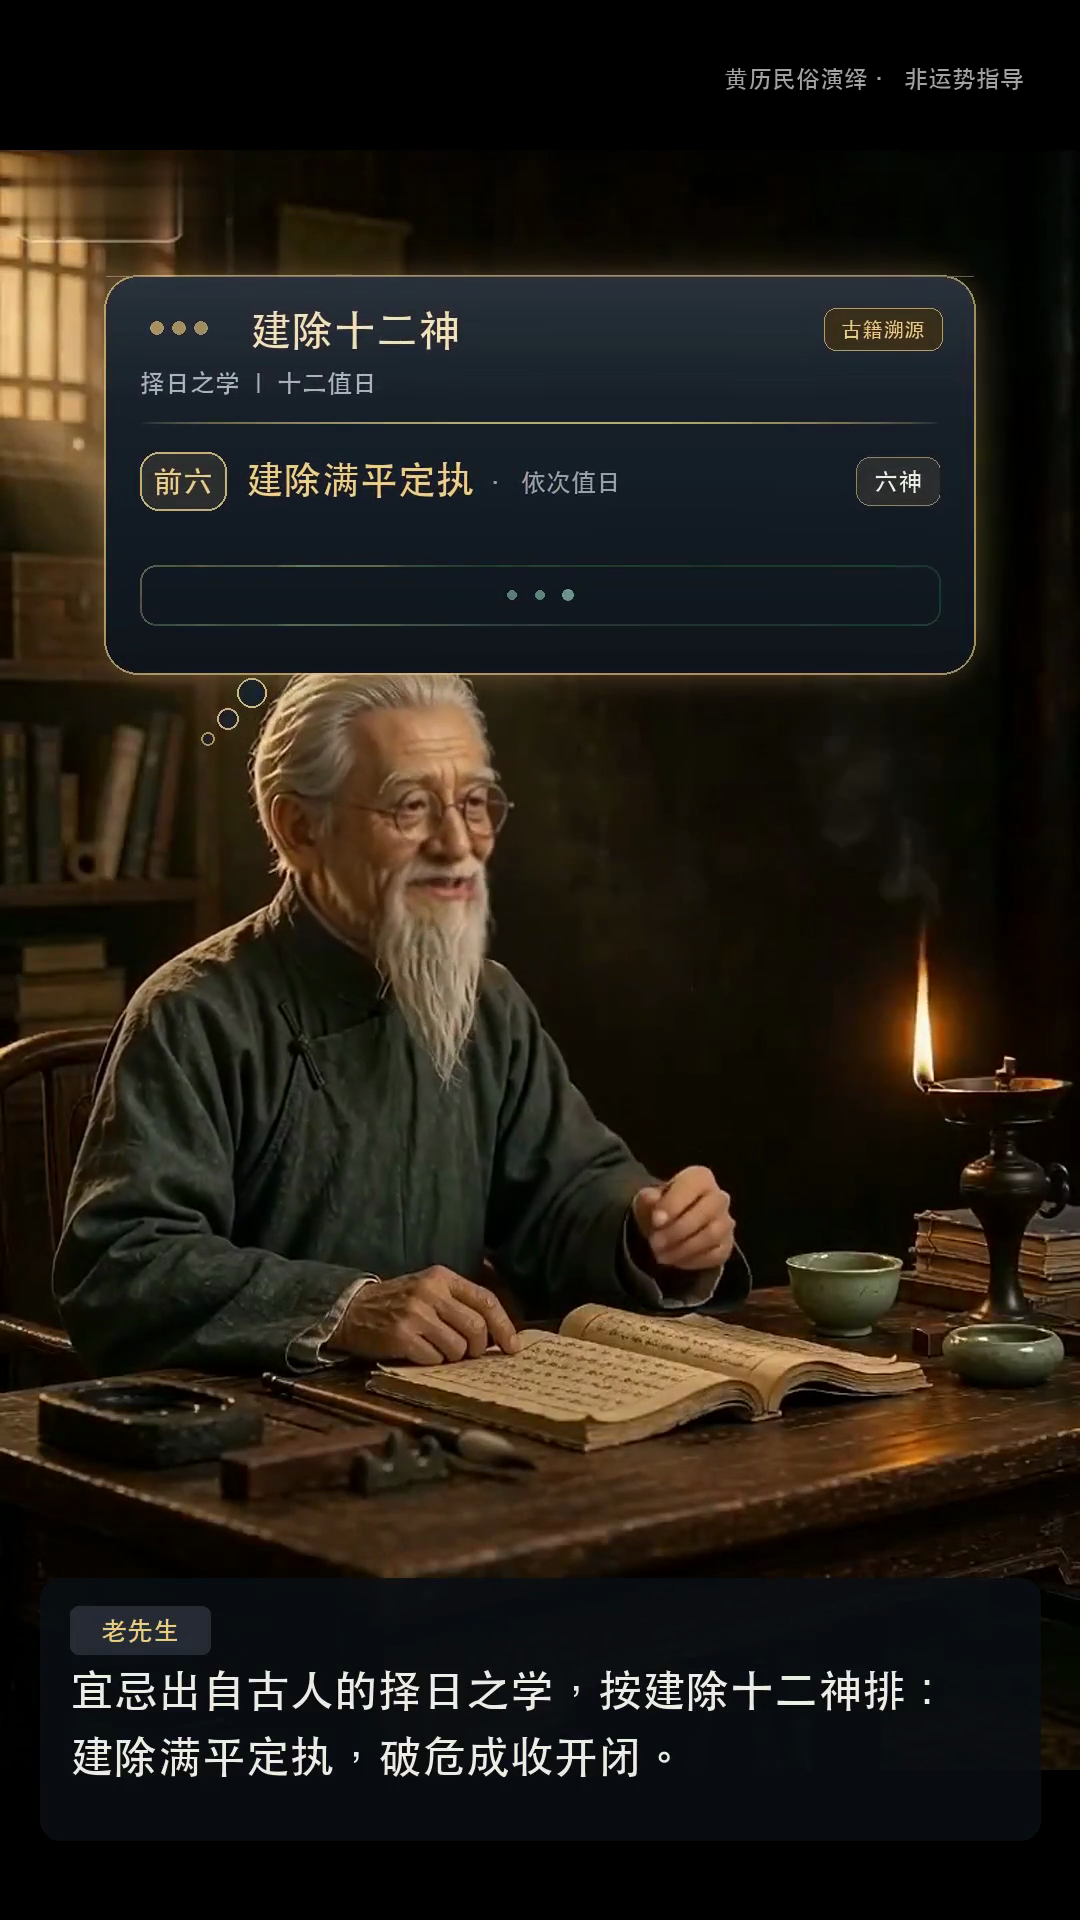 黄历民俗演绎 · 非运势指导
建除十二神
古籍溯源
择日之学 | 十二值日
前六 建除满平定执 · 依次值日 六神
老先生
宜忌出自古人的择日之学，按建除十二神排：
建除满平定执，破危成收开闭。